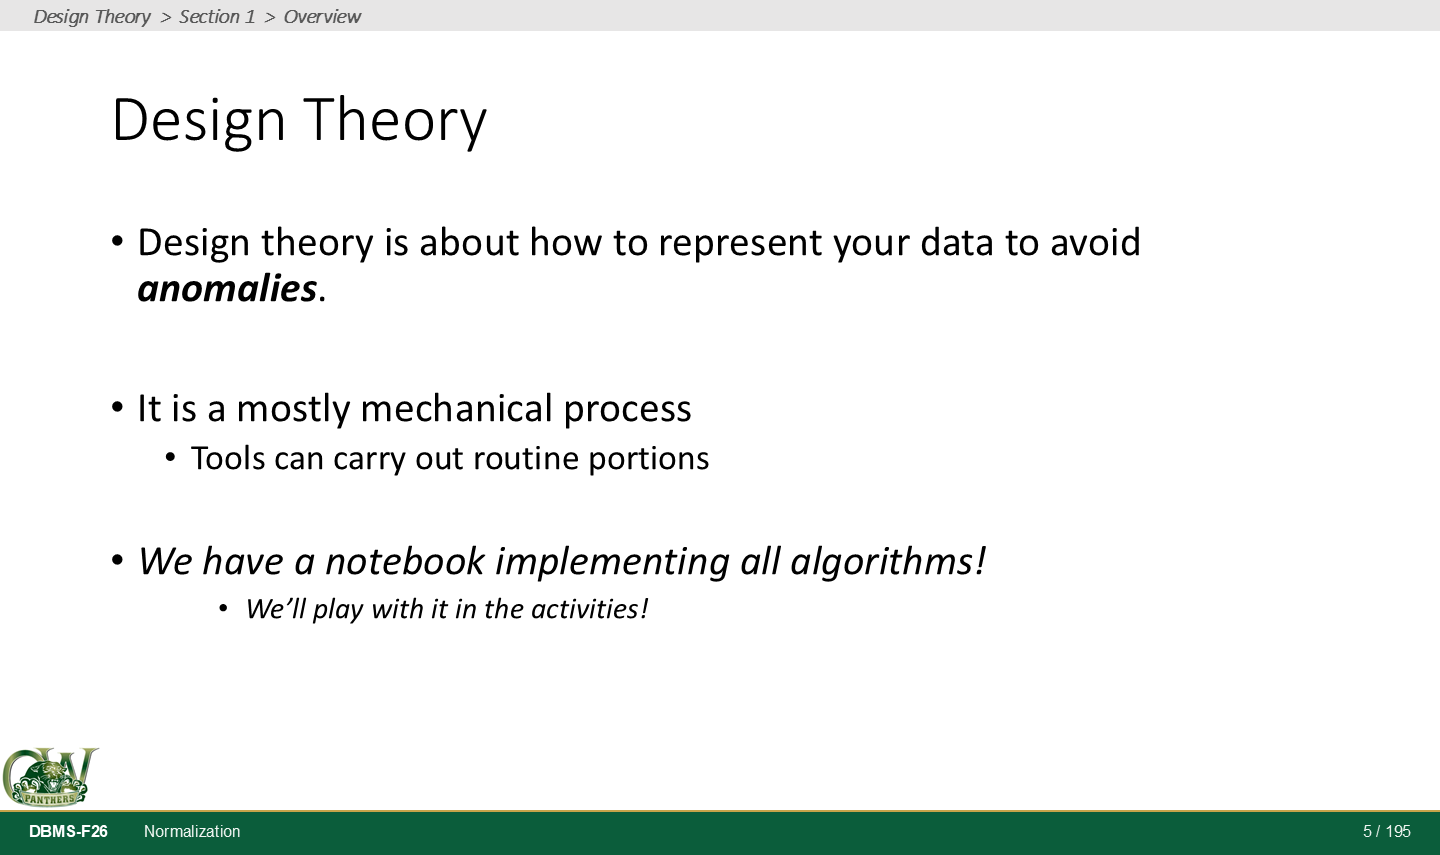 Design Theory > Section 1 > Overview
Design Theory
• Design theory is about how to represent your data to avoid
anomalies.
• It is a mostly mechanical process
• Tools can carry out routine portions
• We have a notebook implementing all algorithms!
• We’ll play with it in the activities!
OW
PANTHERS
DBMS-F26 Normalization 5 / 195